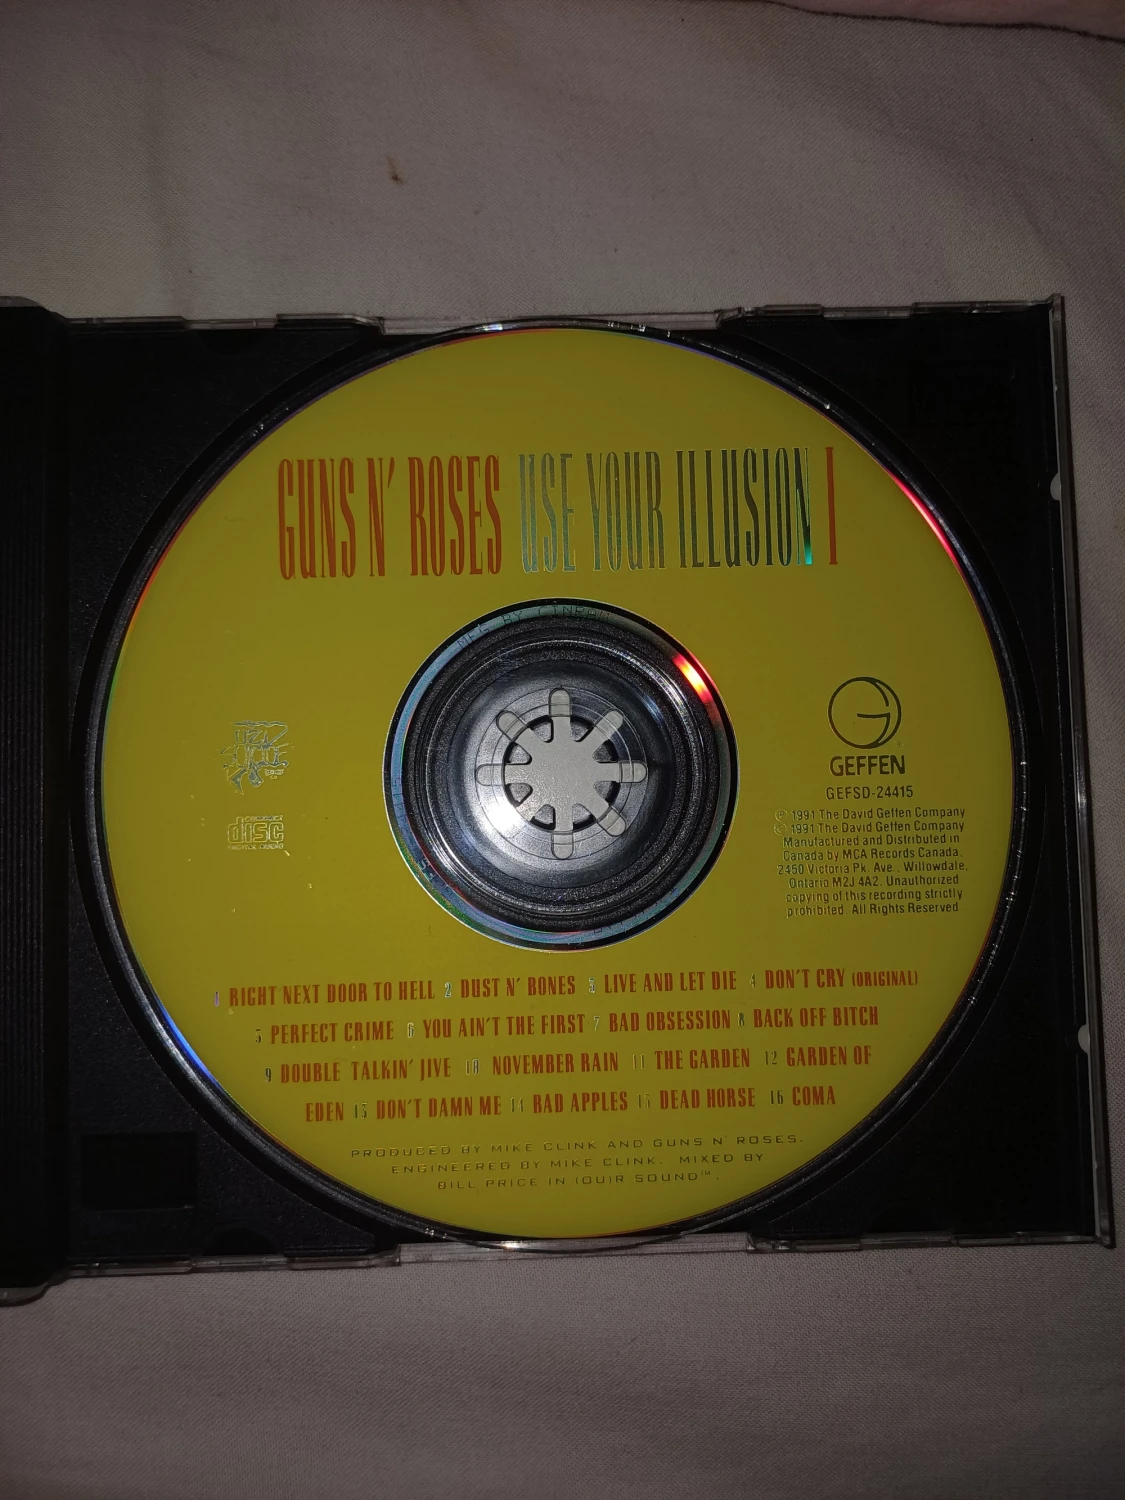 GUNS N' ROSES USE YOUR ILLUSION I
MFG BY CINRAM
UZI
disc
GEFFEN
GEFSD-24415
℗ 1991 The David Geffen Company
© 1991 The David Geffen Company
Manufactured and Distributed in
Canada by MCA Records Canada,
2450 Victoria Pk. Ave., Willowdale,
Ontario M2J 4A2. Unauthorized
copying of this recording strictly
prohibited. All Rights Reserved
1 RIGHT NEXT DOOR TO HELL 2 DUST N' BONES 3 LIVE AND LET DIE 4 DON'T CRY (ORIGINAL)
5 PERFECT CRIME 6 YOU AIN'T THE FIRST 7 BAD OBSESSION 8 BACK OFF BITCH
9 DOUBLE TALKIN' JIVE 10 NOVEMBER RAIN 11 THE GARDEN 12 GARDEN OF
EDEN 13 DON'T DAMN ME 14 BAD APPLES 15 DEAD HORSE 16 COMA
PRODUCED BY MIKE CLINK AND GUNS N' ROSES.
ENGINEERED BY MIKE CLINK. MIXED BY
BILL PRICE IN (OU)R SOUND™.